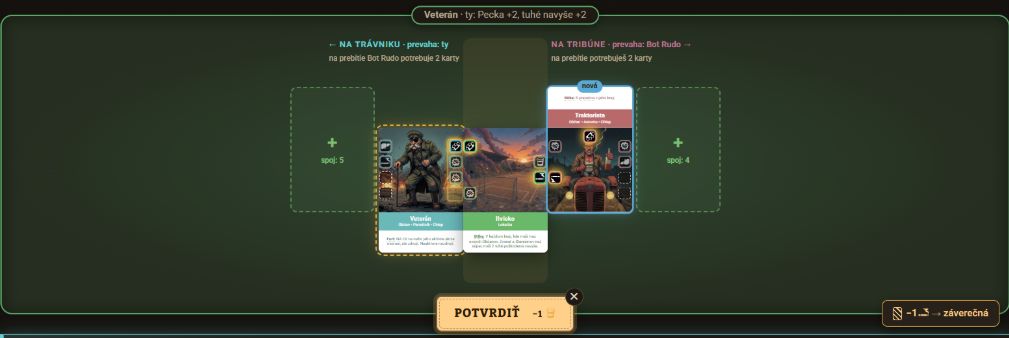 Veterán · ty: Pecka +2, tuhé navyše +2
← NA TRÁVNIKU · prevaha: ty
na prebitie Bot Rudo potrebuje 2 karty
NA TRIBÚNE · prevaha: Bot Rudo →
na prebitie potrebuješ 2 karty
nová
Traktorista
+
spoj: 5
+
spoj: 4
Veterán
Ihrisko
Lokalita
POTVRDIŤ −1
−1 → záverečná